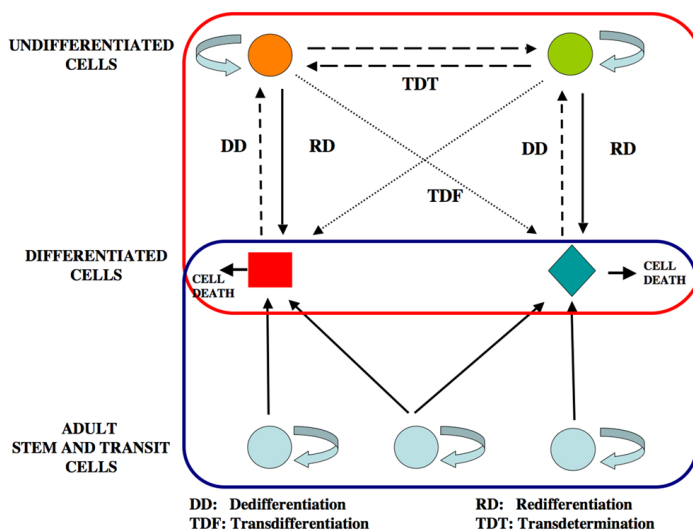 UNDIFFERENTIATED
CELLS
TDT
DD
RD
DD
RD
TDF
DIFFERENTIATED
CELLS
CELL
DEATH
CELL
DEATH
ADULT
STEM AND TRANSIT
CELLS
DD: Dedifferentiation
RD: Redifferentiation
TDF: Transdifferentiation
TDT: Transdetermination